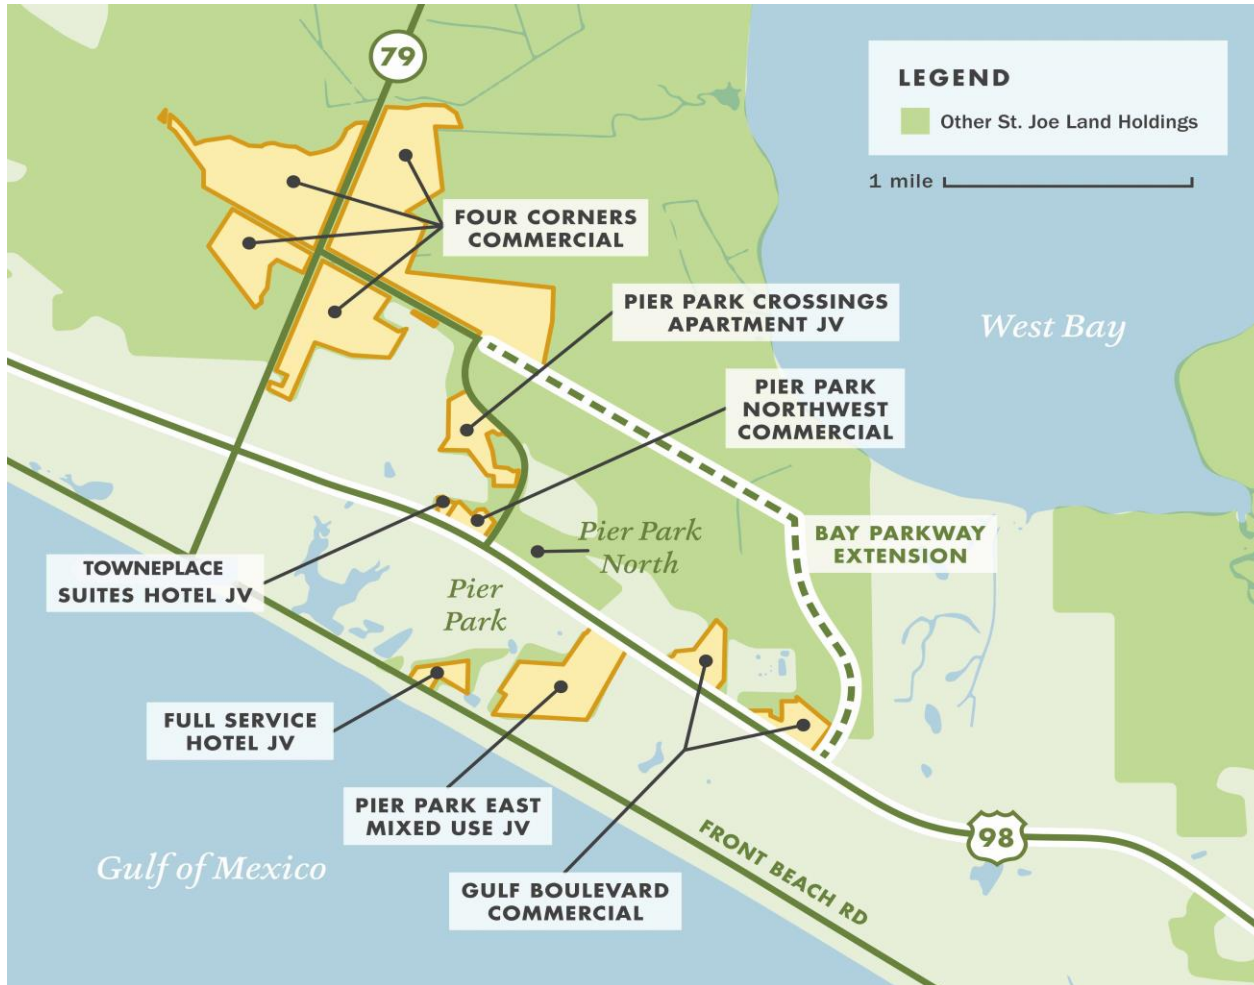 79
LEGEND
Other St. Joe Land Holdings
1 mile
FOUR CORNERS
COMMERCIAL
PIER PARK CROSSINGS
APARTMENT JV
West Bay
PIER PARK
NORTHWEST
COMMERCIAL
Pier Park
North
BAY PARKWAY
EXTENSION
TOWNEPLACE
SUITES HOTEL JV
Pier
Park
FULL SERVICE
HOTEL JV
PIER PARK EAST
MIXED USE JV
98
FRONT BEACH RD
Gulf of Mexico
GULF BOULEVARD
COMMERCIAL